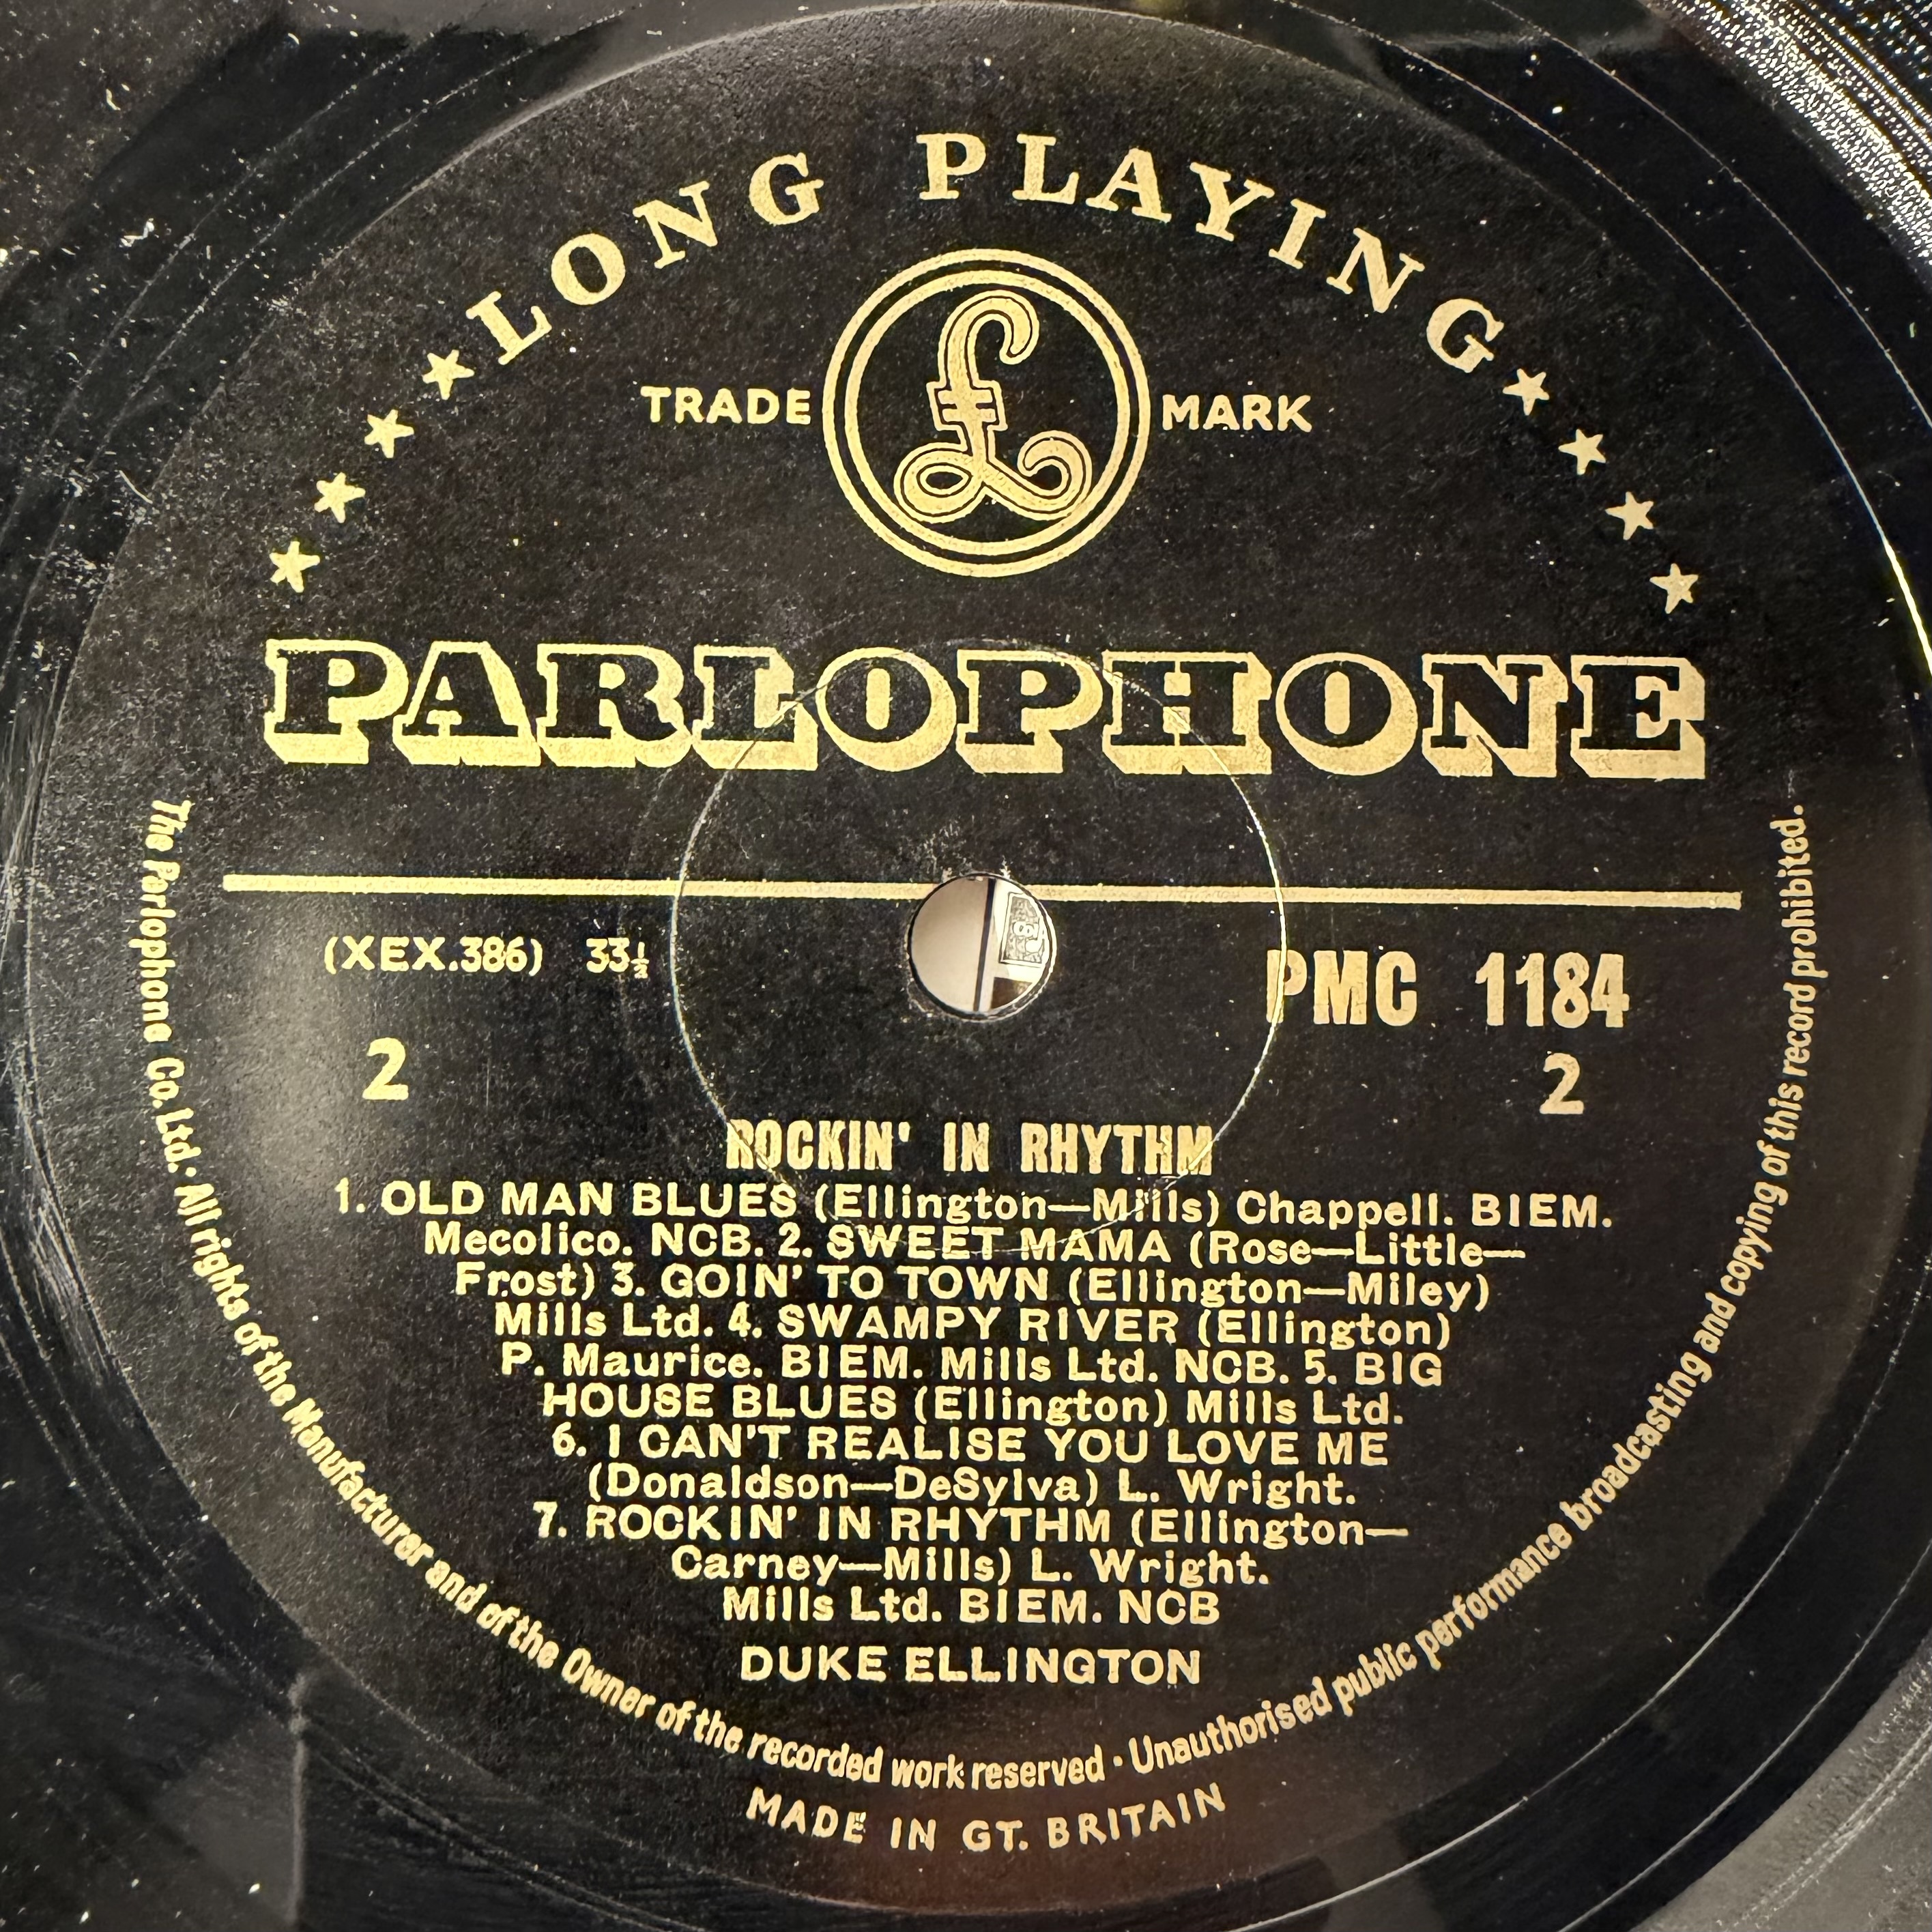 ★★★★LONG PLAYING★★★★
TRADE £ MARK
PARLOPHONE
(XEX.386) 33½ PMC 1184
2 2
ROCKIN' IN RHYTHM
1. OLD MAN BLUES (Ellington—Mills) Chappell. BIEM.
Mecolico. NCB. 2. SWEET MAMA (Rose—Little—
Frost) 3. GOIN' TO TOWN (Ellington—Miley)
Mills Ltd. 4. SWAMPY RIVER (Ellington)
P. Maurice. BIEM. Mills Ltd. NCB. 5. BIG
HOUSE BLUES (Ellington) Mills Ltd.
6. I CAN'T REALISE YOU LOVE ME
(Donaldson—DeSylva) L. Wright.
7. ROCKIN' IN RHYTHM (Ellington—
Carney—Mills) L. Wright.
Mills Ltd. BIEM. NCB
DUKE ELLINGTON
The Parlophone Co. Ltd. · All rights of the Manufacturer and of the Owner of the recorded work reserved · Unauthorised public performance broadcasting and copying of this record prohibited.
MADE IN GT. BRITAIN